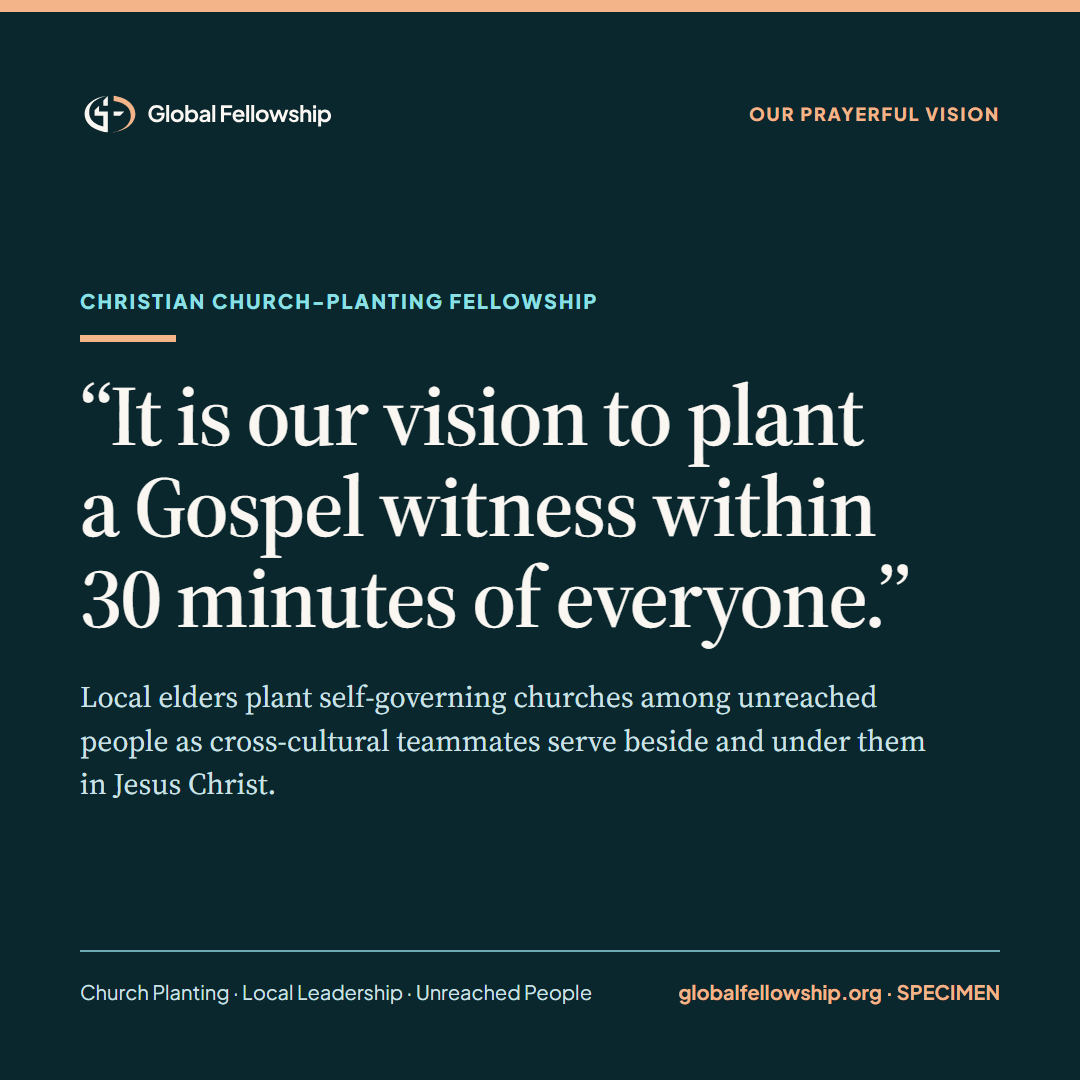 Global Fellowship
OUR PRAYERFUL VISION
CHRISTIAN CHURCH-PLANTING FELLOWSHIP
“It is our vision to plant
a Gospel witness within
30 minutes of everyone.”
Local elders plant self-governing churches among unreached
people as cross-cultural teammates serve beside and under them
in Jesus Christ.
Church Planting · Local Leadership · Unreached People
globalfellowship.org · SPECIMEN